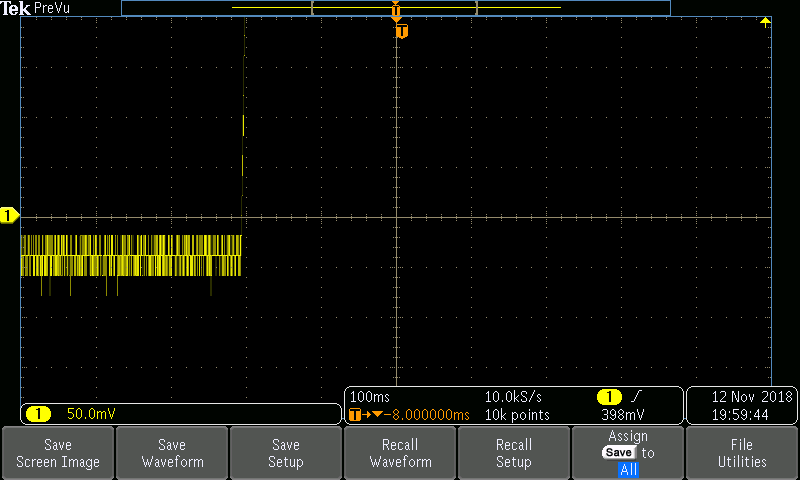 Tek PreVu
T
T
1
1 50.0mV
100ms 10.0kS/s 1
T→▼-8.000000ms 10k points 398mV
12 Nov 2018
19:59:44
Save
Screen Image
Save
Waveform
Save
Setup
Recall
Waveform
Recall
Setup
Assign
Save to
All
File
Utilities